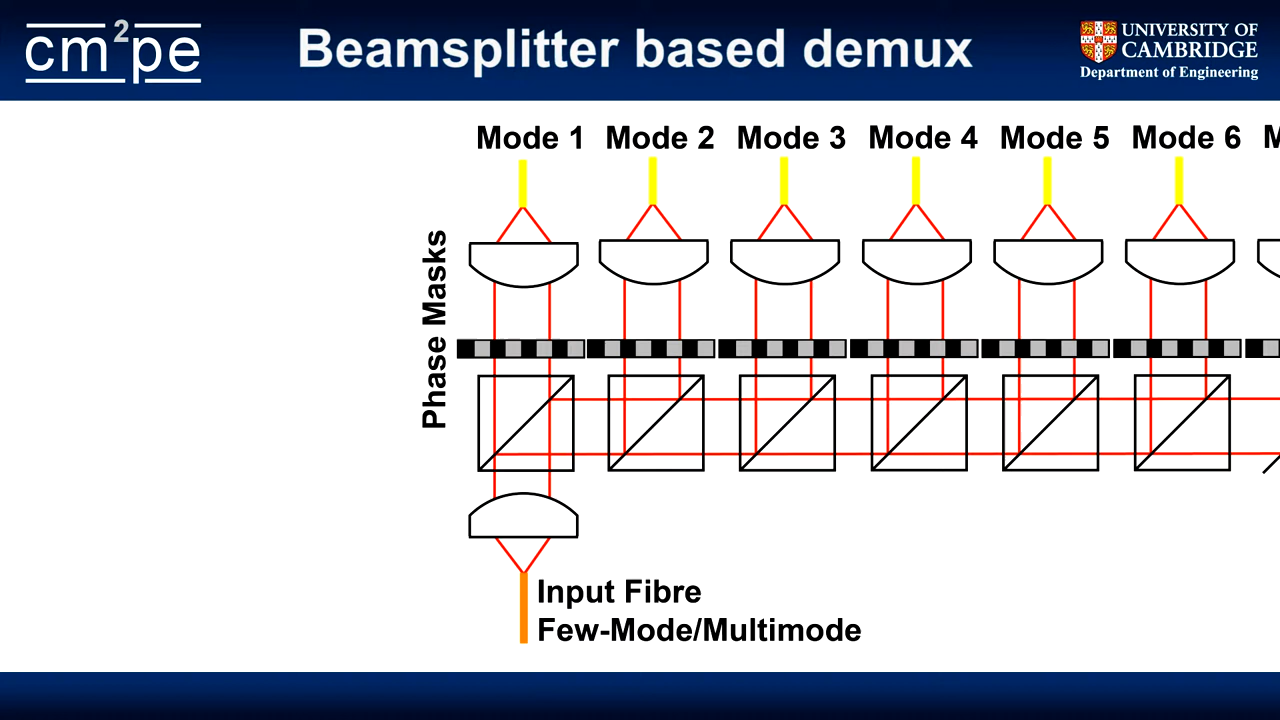 cm²pe
Beamsplitter based demux
UNIVERSITY OF
CAMBRIDGE
Department of Engineering
Mode 1 Mode 2 Mode 3 Mode 4 Mode 5 Mode 6 M
Phase Masks
Input Fibre
Few-Mode/Multimode